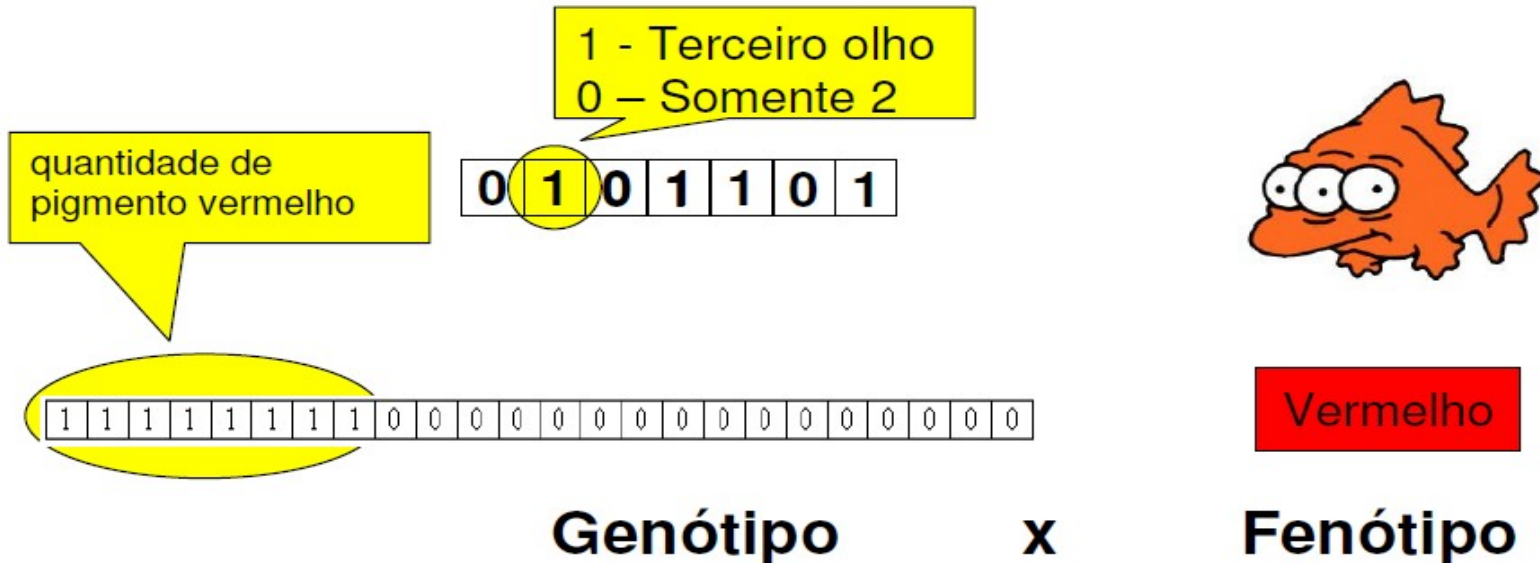 1 - Terceiro olho
0 – Somente 2
quantidade de
pigmento vermelho
0 1 0 1 1 0 1
1 1 1 1 1 1 1 1 0 0 0 0 0 0 0 0 0 0 0 0 0 0 0 0
Vermelho
Genótipo x Fenótipo